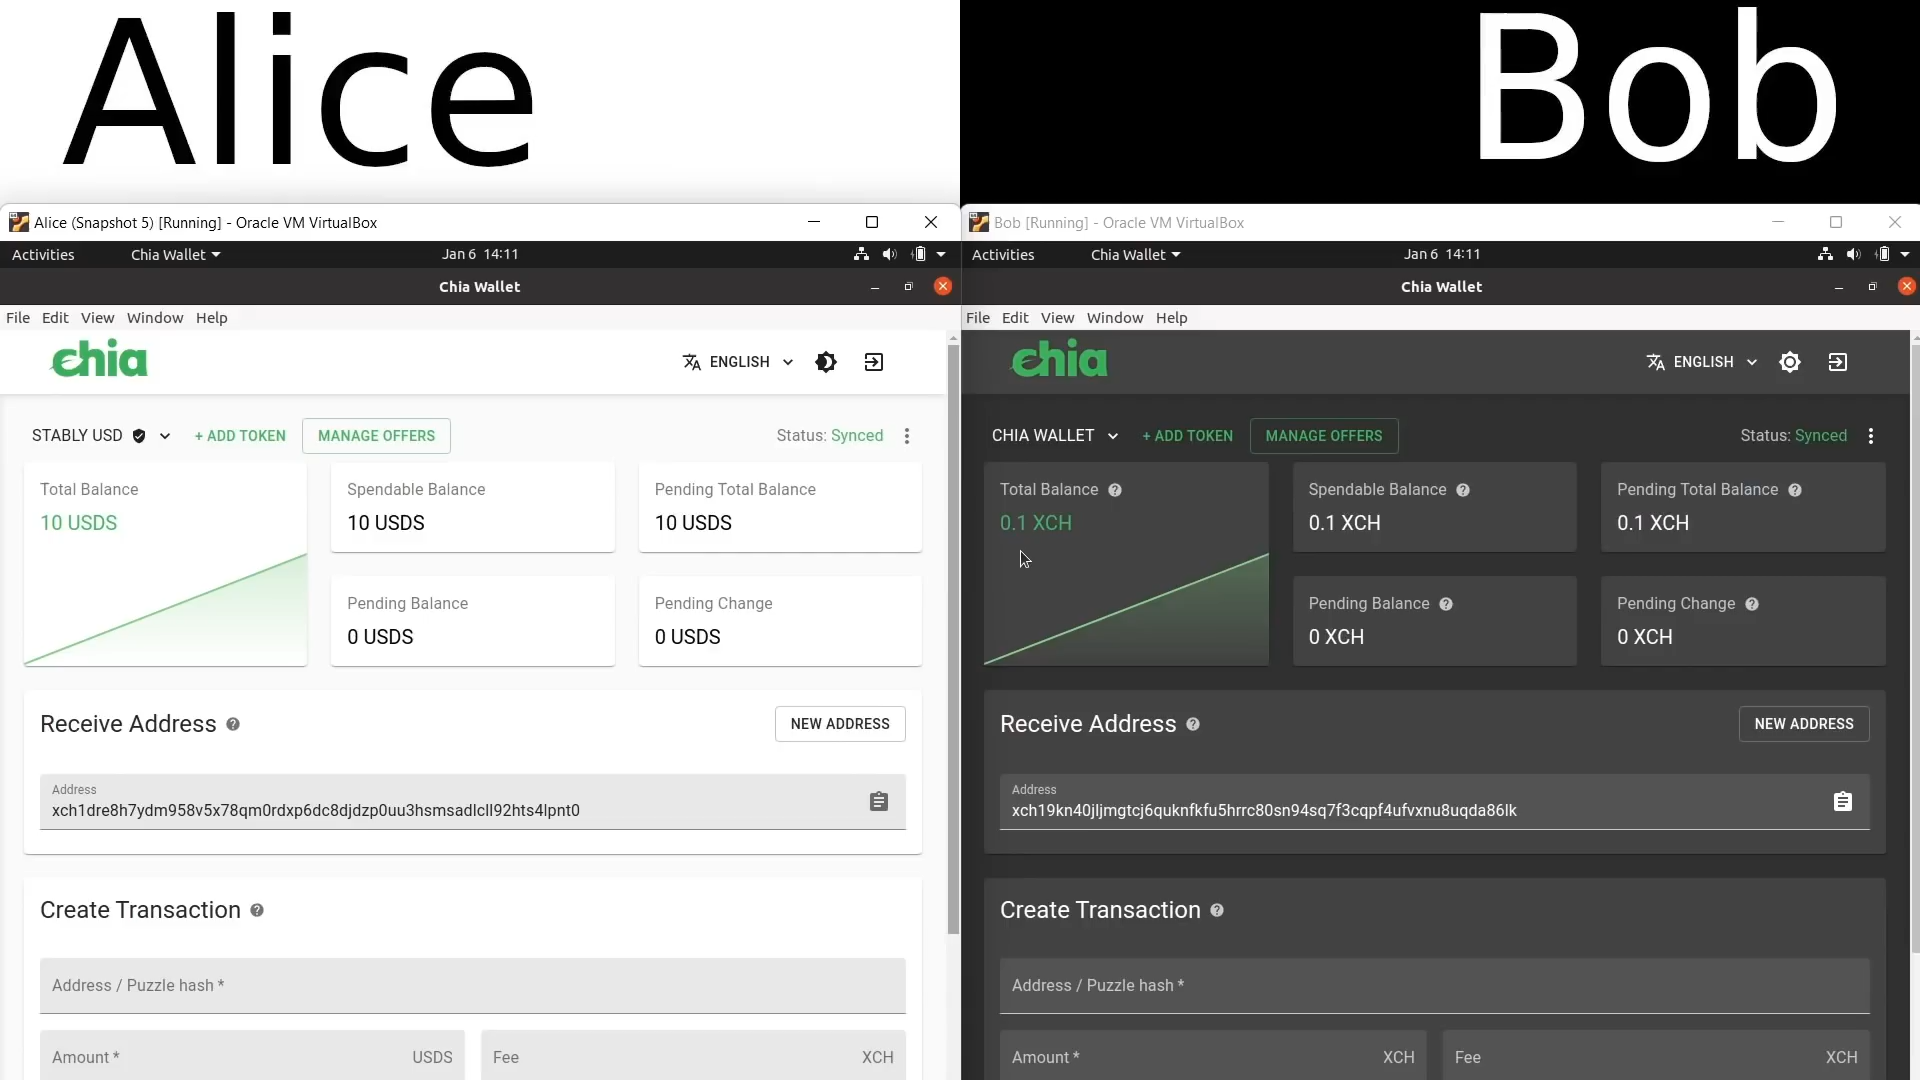 Alice
Bob
Alice (Snapshot 5) [Running] - Oracle VM VirtualBox
Activities
Chia Wallet
Jan 6 14:11
Chia Wallet
File Edit View Window Help
chia
ENGLISH
STABLY USD
+ ADD TOKEN
MANAGE OFFERS
Status: Synced
Total Balance
10 USDS
Spendable Balance
10 USDS
Pending Total Balance
10 USDS
Pending Balance
0 USDS
Pending Change
0 USDS
Receive Address
NEW ADDRESS
Address
xch1dre8h7ydm958v5x78qm0rdxp6dc8djdzp0uu3hsmsadlcll92hts4lpnt0
Create Transaction
Address / Puzzle hash *
Amount *
USDS
Fee
XCH
Bob [Running] - Oracle VM VirtualBox
Activities
Chia Wallet
Jan 6 14:11
Chia Wallet
File Edit View Window Help
chia
ENGLISH
CHIA WALLET
+ ADD TOKEN
MANAGE OFFERS
Status: Synced
Total Balance
0.1 XCH
Spendable Balance
0.1 XCH
Pending Total Balance
0.1 XCH
Pending Balance
0 XCH
Pending Change
0 XCH
Receive Address
NEW ADDRESS
Address
xch19kn40jljmgtcj6quknfkfu5hrrc80sn94sq7f3cqpf4ufvxnu8uqda86lk
Create Transaction
Address / Puzzle hash *
Amount *
XCH
Fee
XCH